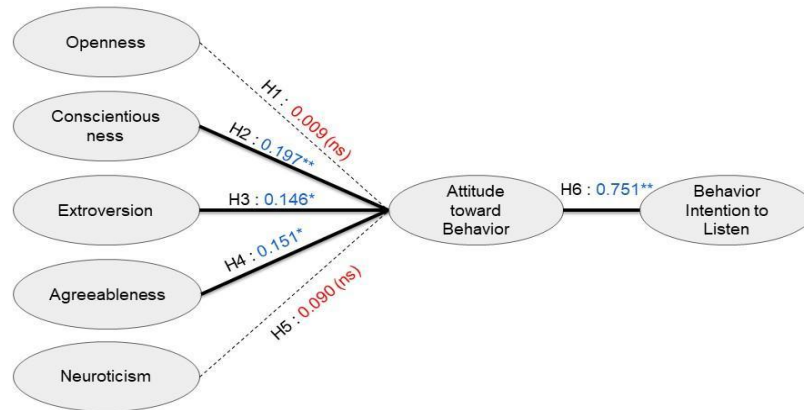 Openness
Conscientious
ness
Extroversion
Agreeableness
Neuroticism
H1 : 0.009 (ns)
H2 : 0.197**
H3 : 0.146*
H4 : 0.151*
H5 : 0.090 (ns)
Attitude
toward
Behavior
H6 : 0.751**
Behavior
Intention to
Listen